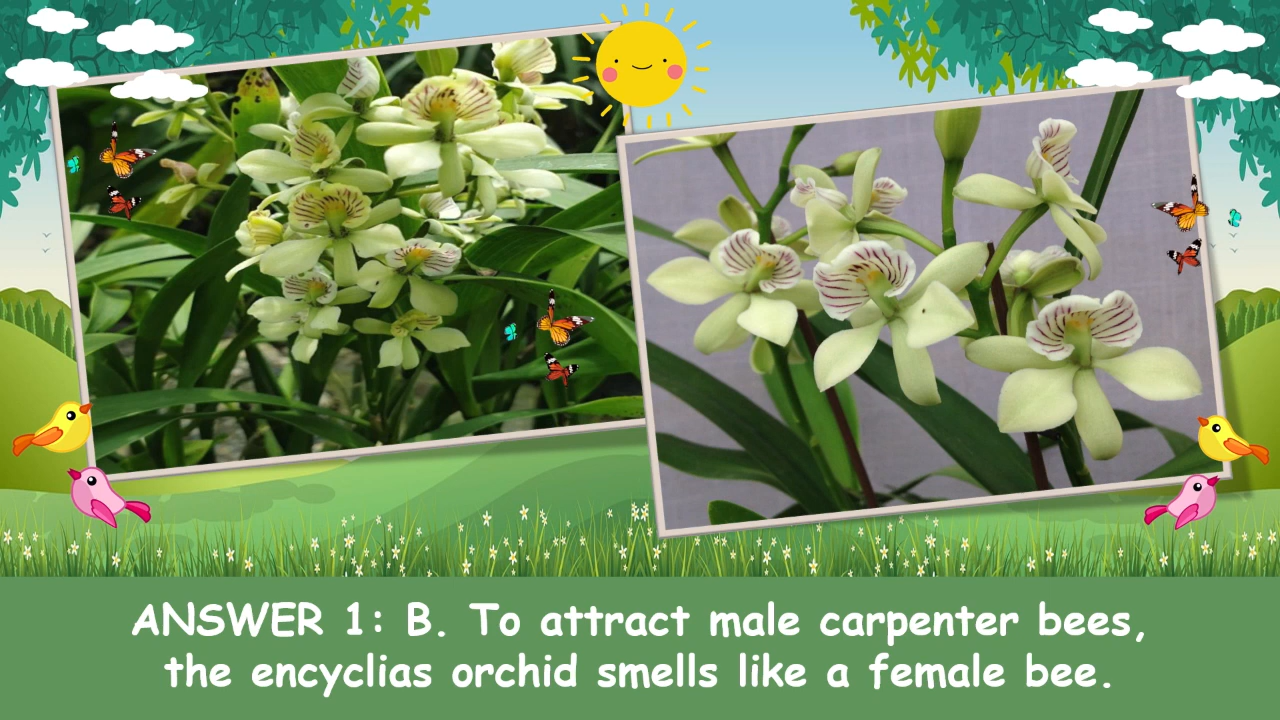 ANSWER 1: B. To attract male carpenter bees,
the encyclias orchid smells like a female bee.